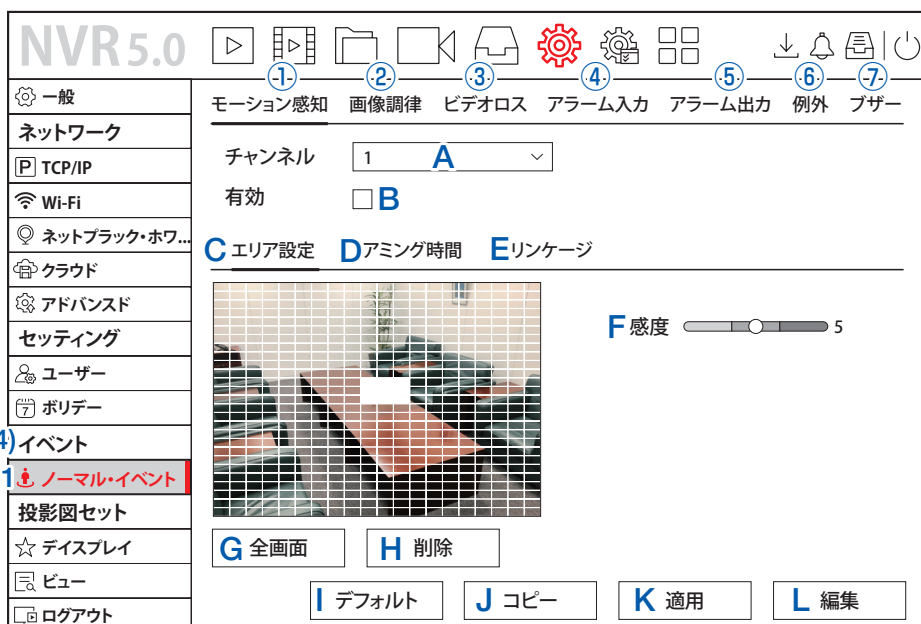 NVR 5.0
① ② ③ ④ ⑤ ⑥ ⑦
モーション感知 画像調律 ビデオロス アラーム入力 アラーム出力 例外 ブザー
一般
ネットワーク
P TCP/IP
Wi-Fi
ネットプラック・ホワ...
クラウド
アドバンスド
セッティング
ユーザー
7 ボリデー
4) イベント
1 ノーマル・イベント
投影図セット
デイスプレイ
ビュー
ログアウト
チャンネル 1 A
有効 B
C エリア設定 D アミング時間 E リンケージ
F 感度 5
G 全画面 H 削除
I デフォルト J コピー K 適用 L 編集